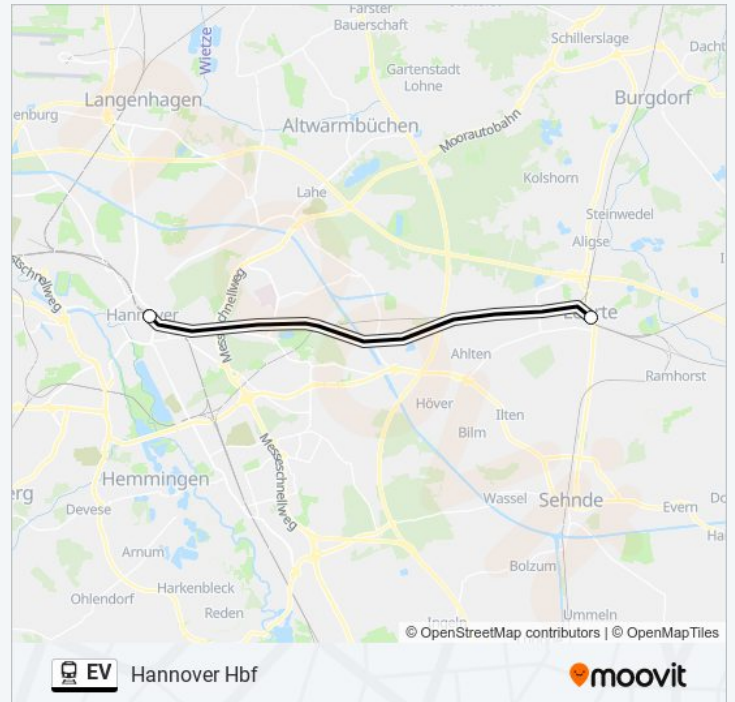 Farster
Bauerschaft
Wietze
Schillerslage
Dacht
Gartenstadt
Lohne
Langenhagen
Burgdorf
enburg
Altwarmbüchen
Moorautobahn
Kolshorn
Lahe
Steinwedel
Aligse
stschnellweg
Messeschnellweg
Hannover
Ahlten
Ramhorst
Höver
Ilten
Bilm
Messeschnellweg
Hemmingen
erg
Wassel
Sehnde
Devese
Evern
Arnum
Bolzum
Harkenbleck
Ohlendorf
Reden
Ummeln
© OpenStreetMap contributors | © OpenMapTiles
EV Hannover Hbf
moovit